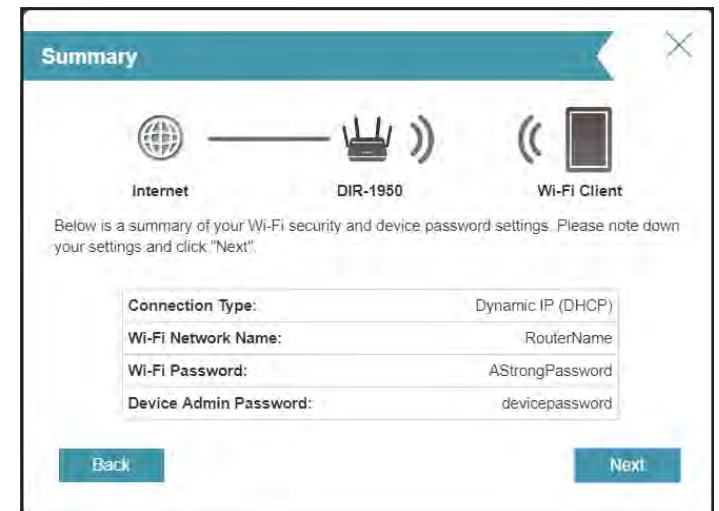 Summary
Internet DIR-1950 Wi-Fi Client
Below is a summary of your Wi-Fi security and device password settings. Please note down
your settings and click "Next".
Connection Type: Dynamic IP (DHCP)
Wi-Fi Network Name: RouterName
Wi-Fi Password: AStrongPassword
Device Admin Password: devicepassword
Back Next